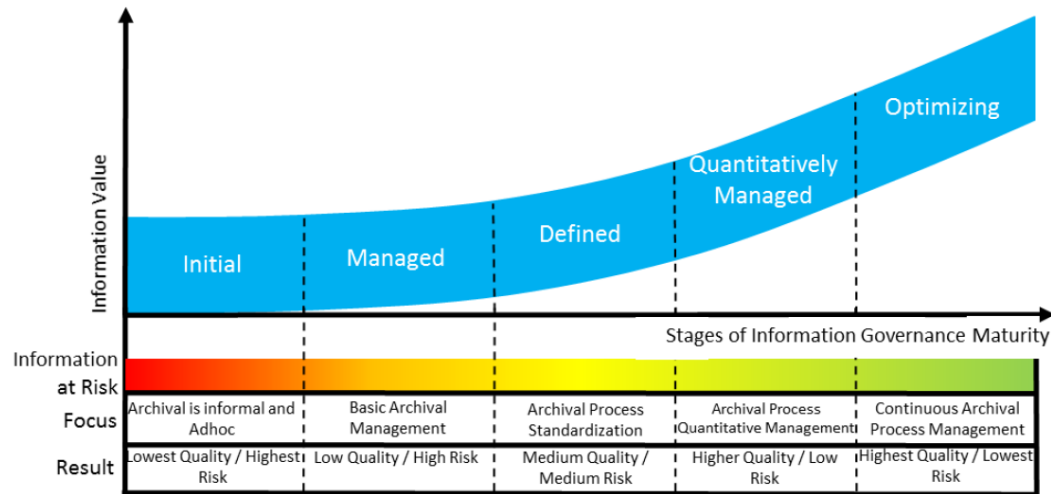 Information Value
Initial
Managed
Defined
Quantitatively
Managed
Optimizing
Stages of Information Governance Maturity
Information
at Risk
Focus
Archival is informal and
Adhoc
Basic Archival
Management
Archival Process
Standardization
Archival Process
Quantitative Management
Continuous Archival
Process Management
Result
Lowest Quality / Highest
Risk
Low Quality / High Risk
Medium Quality /
Medium Risk
Higher Quality / Low
Risk
Highest Quality / Lowest
Risk